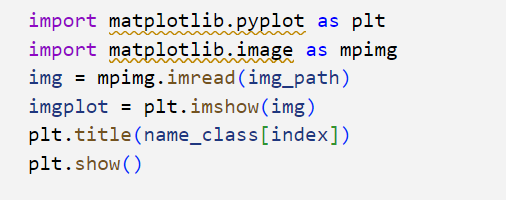 import matplotlib.pyplot as plt
import matplotlib.image as mpimg
img = mpimg.imread(img_path)
imgplot = plt.imshow(img)
plt.title(name_class[index])
plt.show()